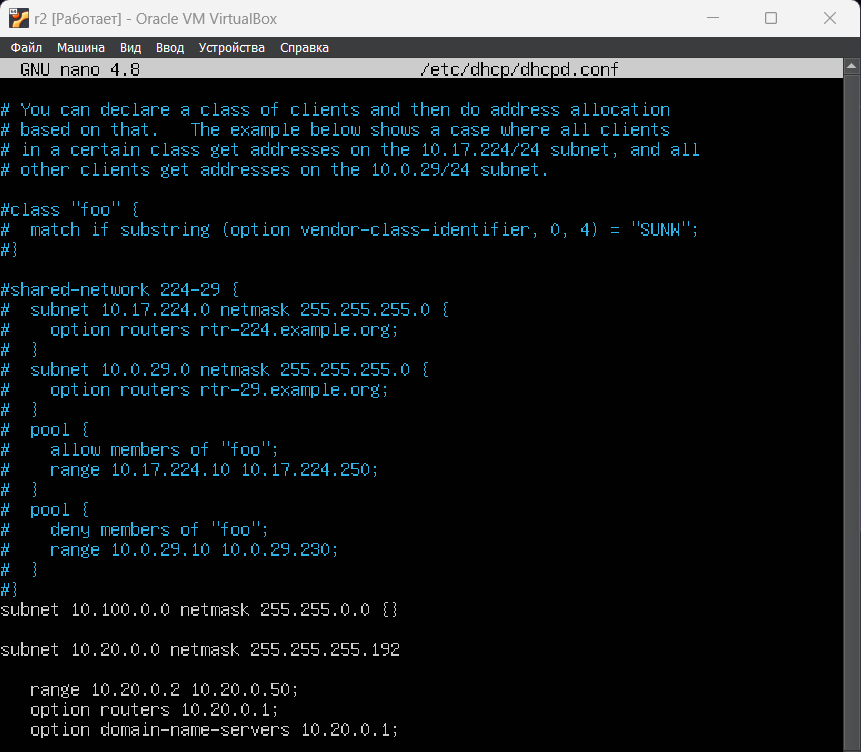 r2 [Работает] - Oracle VM VirtualBox
Файл Машина Вид Ввод Устройства Справка
GNU nano 4.8 /etc/dhcp/dhcpd.conf
# You can declare a class of clients and then do address allocation
# based on that.   The example below shows a case where all clients
# in a certain class get addresses on the 10.17.224/24 subnet, and all
# other clients get addresses on the 10.0.29/24 subnet.
#class "foo" {
#  match if substring (option vendor-class-identifier, 0, 4) = "SUNW";
#}
#shared-network 224-29 {
#  subnet 10.17.224.0 netmask 255.255.255.0 {
#    option routers rtr-224.example.org;
#  }
#  subnet 10.0.29.0 netmask 255.255.255.0 {
#    option routers rtr-29.example.org;
#  }
#  pool {
#    allow members of "foo";
#    range 10.17.224.10 10.17.224.250;
#  }
#  pool {
#    deny members of "foo";
#    range 10.0.29.10 10.0.29.230;
#  }
#}
subnet 10.100.0.0 netmask 255.255.0.0 {}
subnet 10.20.0.0 netmask 255.255.255.192
   range 10.20.0.2 10.20.0.50;
   option routers 10.20.0.1;
   option domain-name-servers 10.20.0.1;